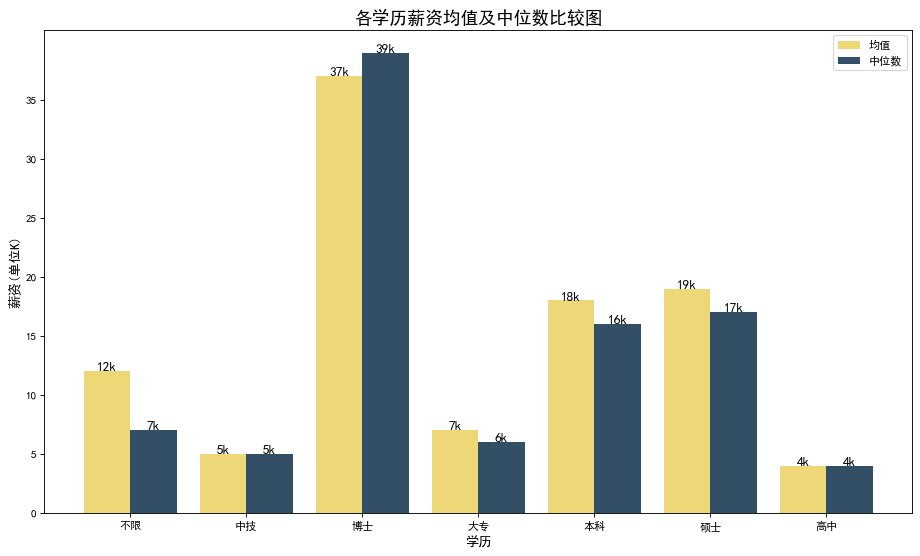 各学历薪资均值及中位数比较图
均值
中位数
薪资(单位K)
35
30
25
20
15
10
5
0
12k
7k
5k
5k
37k
39k
7k
6k
18k
16k
19k
17k
4k
4k
不限
中技
博士
大专
本科
硕士
高中
学历